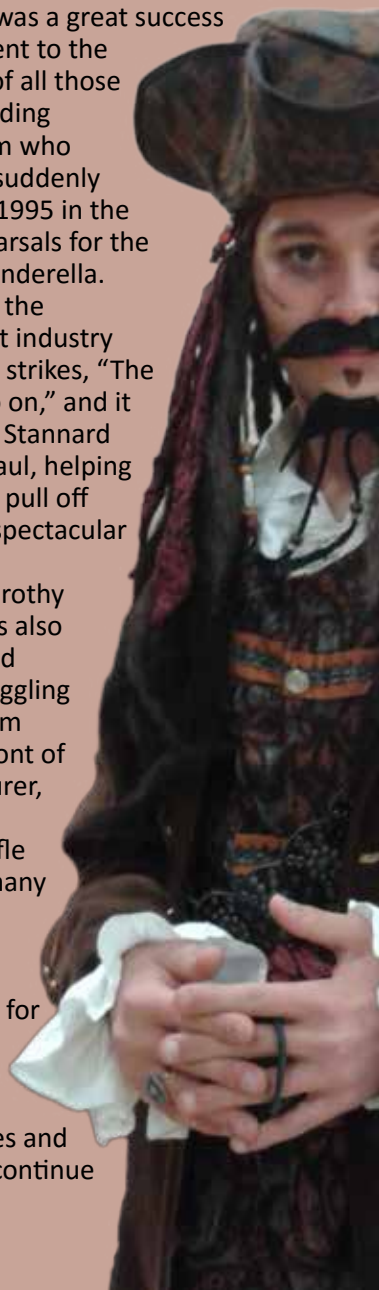 was a great success
ent to the
of all those
ding
m who
suddenly
1995 in the
arsals for the
nderella.
the
t industry
strikes, “The
on,” and it
Stannard
aul, helping
pull off
spectacular
rothy
s also
d
ggling
m
ont of
urer,
fle
many
for
es and
continue